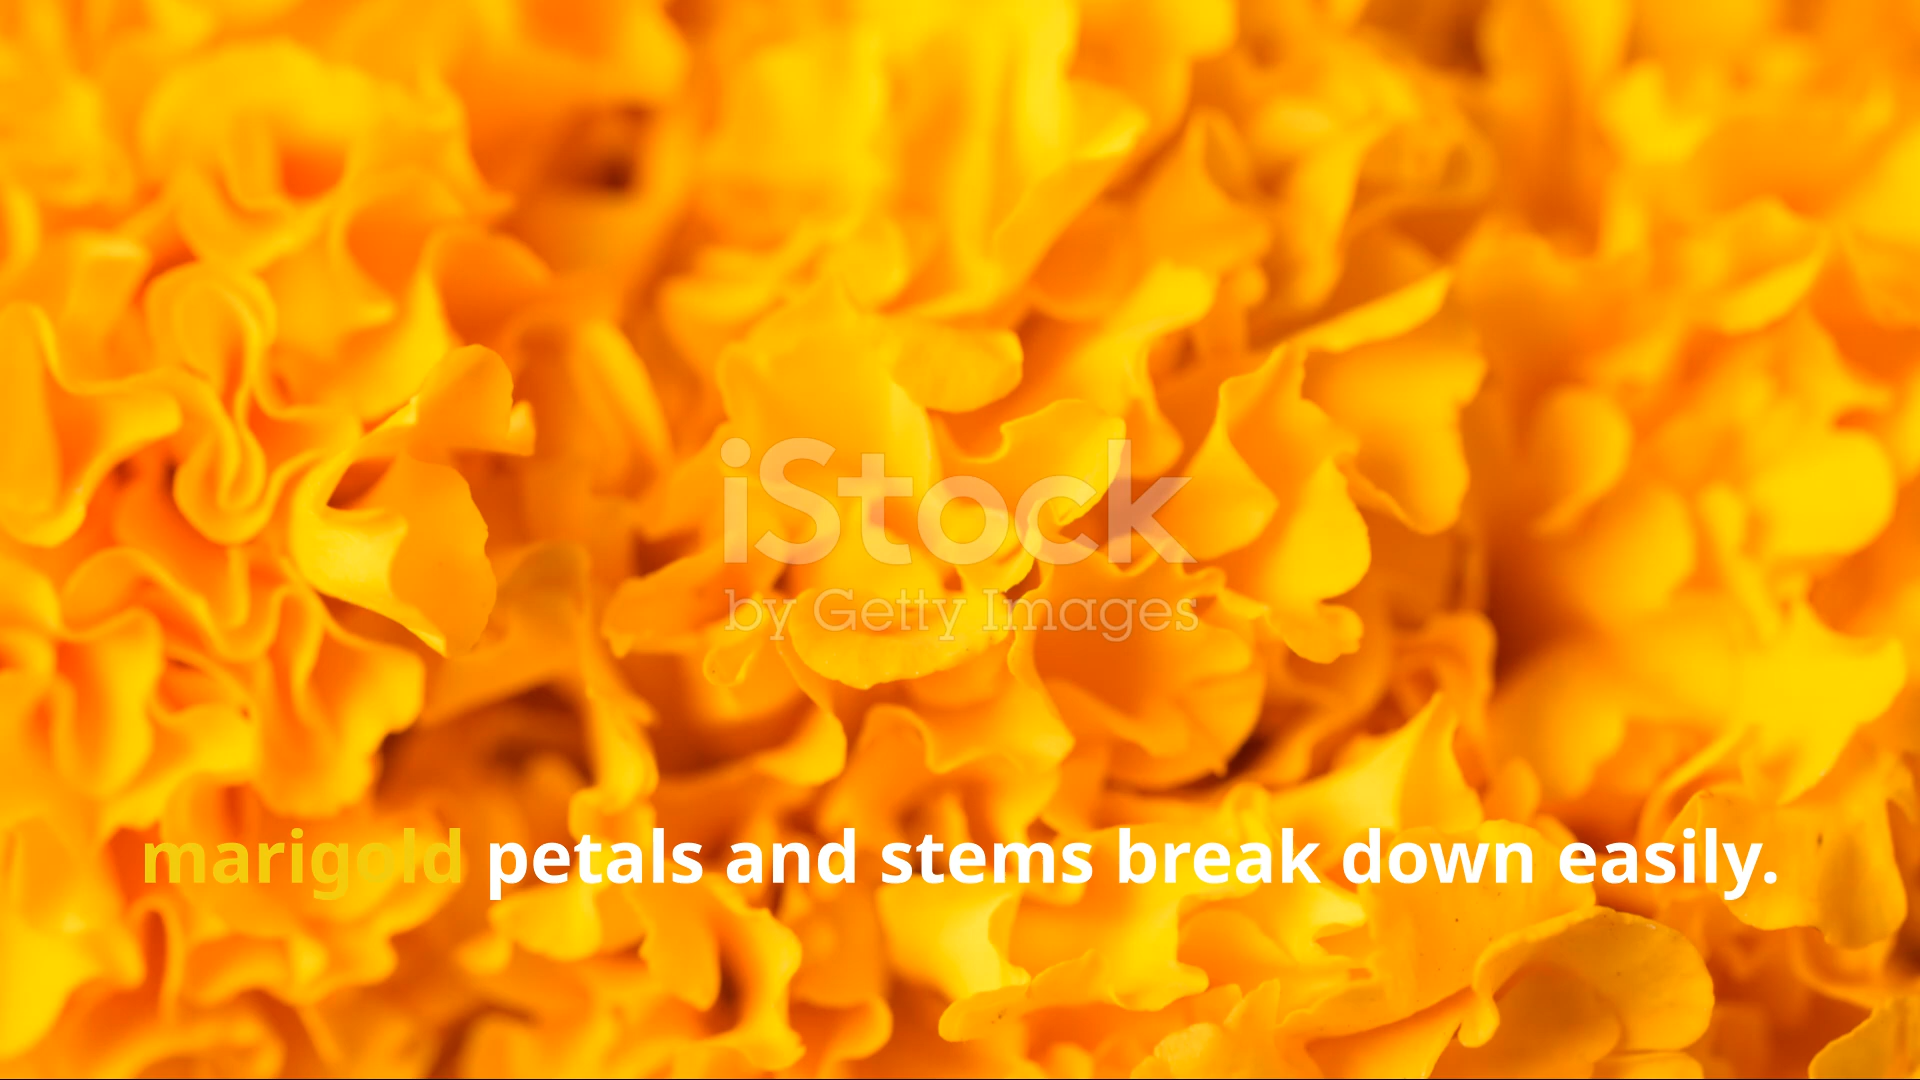 iStock
by Getty Images
marigold petals and stems break down easily.